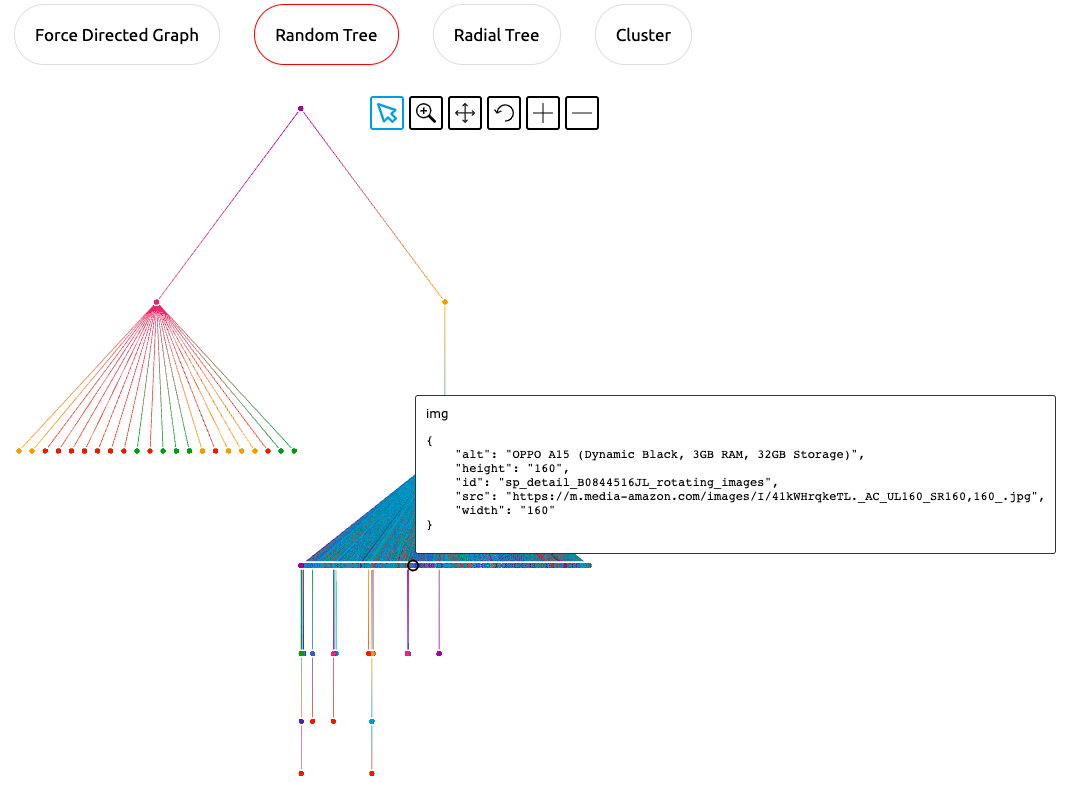 Force Directed Graph
Random Tree
Radial Tree
Cluster
img
{
    "alt": "OPPO A15 (Dynamic Black, 3GB RAM, 32GB Storage)",
    "height": "160",
    "id": "sp_detail_B0844516JL_rotating_images",
    "src": "https://m.media-amazon.com/images/I/41kWHrqkeTL._AC_UL160_SR160,160_.jpg",
    "width": "160"
}